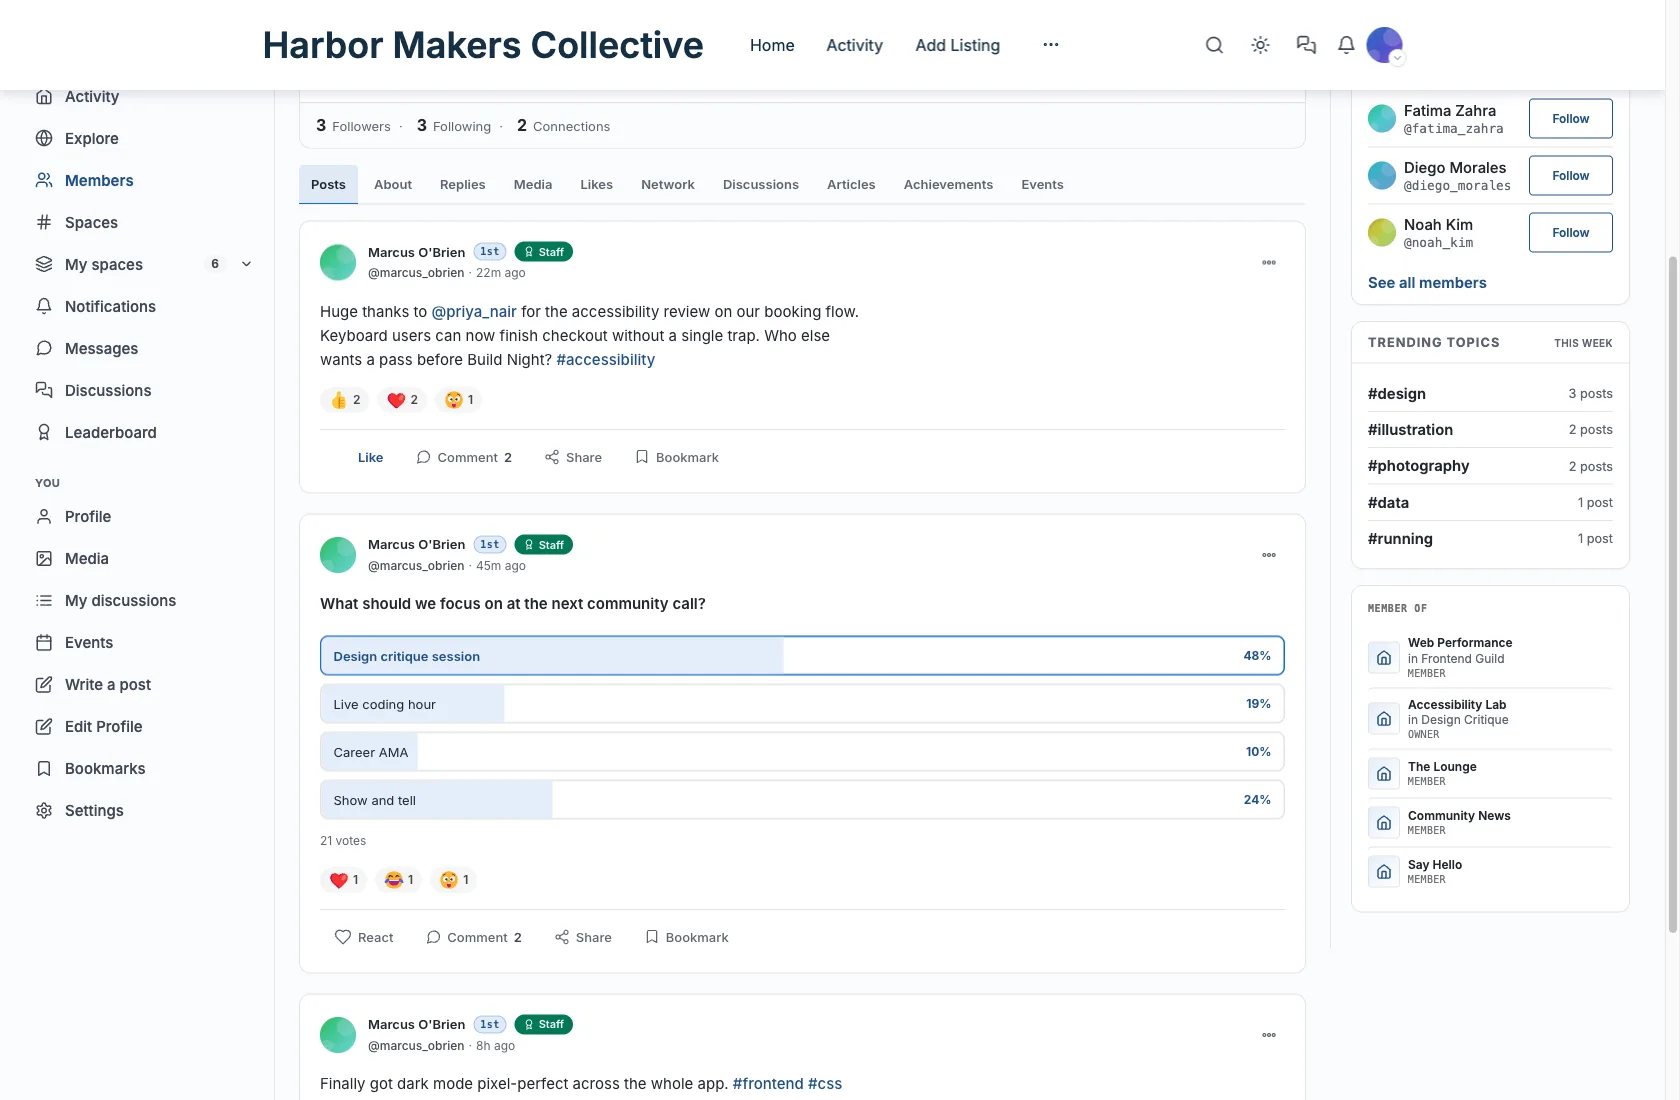 Harbor Makers Collective
Home
Activity
Add Listing
Activity
Explore
Members
Spaces
My spaces 6
Notifications
Messages
Discussions
Leaderboard
YOU
Profile
Media
My discussions
Events
Write a post
Edit Profile
Bookmarks
Settings
3 Followers · 3 Following · 2 Connections
Posts
About
Replies
Media
Likes
Network
Discussions
Articles
Achievements
Events
Marcus O'Brien 1st Staff
@marcus_obrien · 22m ago
Huge thanks to @priya_nair for the accessibility review on our booking flow.
Keyboard users can now finish checkout without a single trap. Who else
wants a pass before Build Night? #accessibility
2 2 1
Like Comment 2 Share Bookmark
Marcus O'Brien 1st Staff
@marcus_obrien · 45m ago
What should we focus on at the next community call?
Design critique session 48%
Live coding hour 19%
Career AMA 10%
Show and tell 24%
21 votes
1 1 1
React Comment 2 Share Bookmark
Marcus O'Brien 1st Staff
@marcus_obrien · 8h ago
Finally got dark mode pixel-perfect across the whole app. #frontend #css
Fatima Zahra
@fatima_zahra
Follow
Diego Morales
@diego_morales
Follow
Noah Kim
@noah_kim
Follow
See all members
TRENDING TOPICS THIS WEEK
#design 3 posts
#illustration 2 posts
#photography 2 posts
#data 1 post
#running 1 post
MEMBER OF
Web Performance
in Frontend Guild
MEMBER
Accessibility Lab
in Design Critique
OWNER
The Lounge
MEMBER
Community News
MEMBER
Say Hello
MEMBER